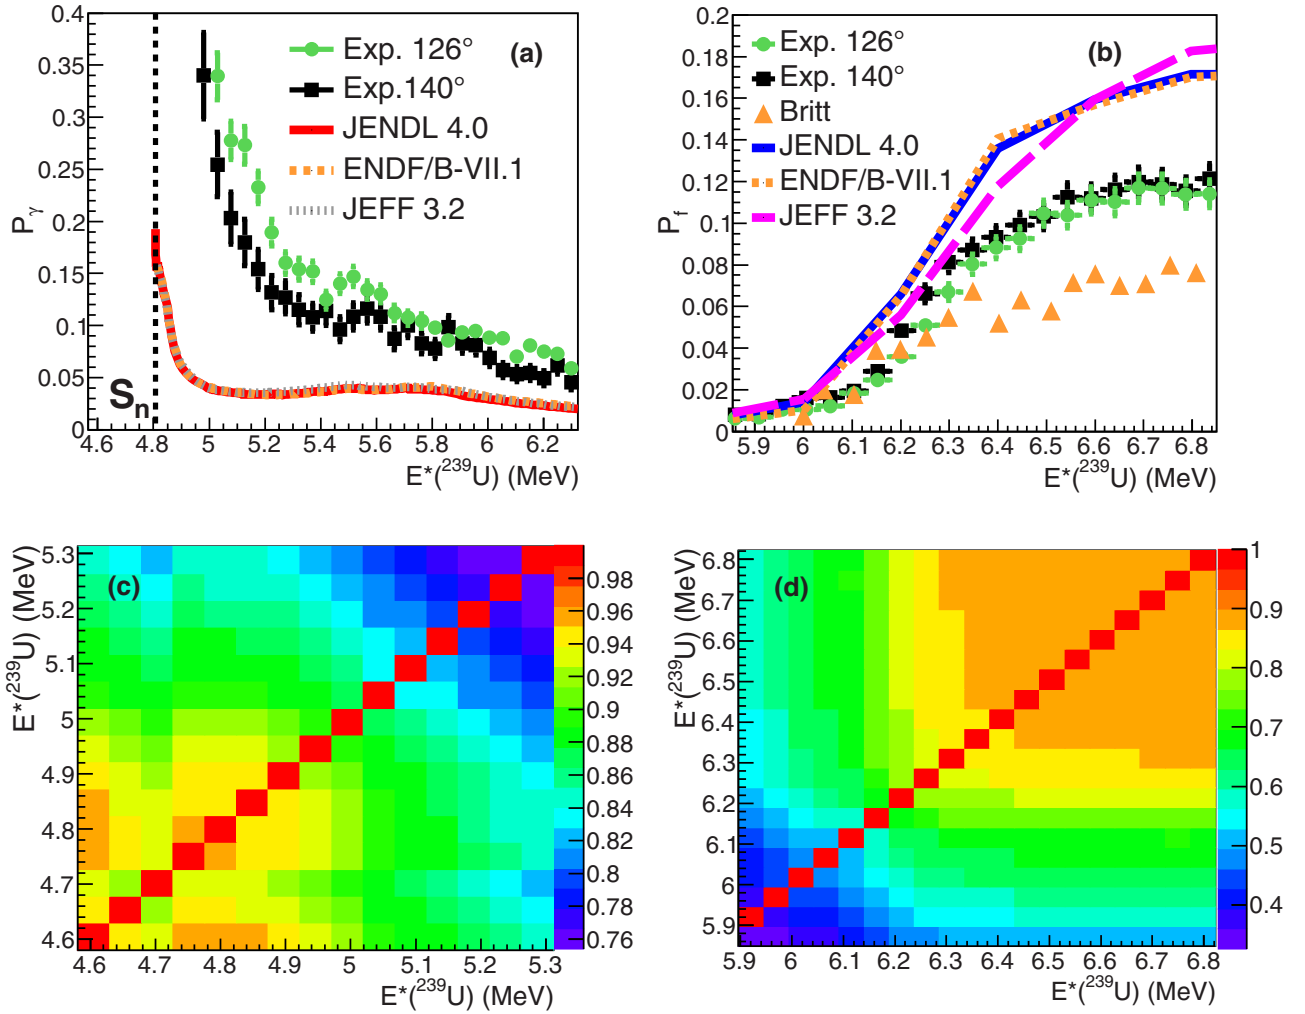 0.4
0.35
0.3
0.25
0.2
0.15
0.1
0.05
0
P_γ
Exp. 126°
Exp.140°
JENDL 4.0
ENDF/B-VII.1
JEFF 3.2
(a)
S_n
4.6 4.8 5 5.2 5.4 5.6 5.8 6 6.2
E*(²³⁹U) (MeV)
0.2
0.18
0.16
0.14
0.12
0.1
0.08
0.06
0.04
0.02
0
P_f
Exp. 126°
Exp. 140°
Britt
JENDL 4.0
ENDF/B-VII.1
JEFF 3.2
(b)
5.9 6 6.1 6.2 6.3 6.4 6.5 6.6 6.7 6.8
E*(²³⁹U) (MeV)
5.3
5.2
5.1
5
4.9
4.8
4.7
4.6
E*(²³⁹U) (MeV)
(c)
4.6 4.7 4.8 4.9 5 5.1 5.2 5.3
E*(²³⁹U) (MeV)
0.98
0.96
0.94
0.92
0.9
0.88
0.86
0.84
0.82
0.8
0.78
0.76
6.8
6.7
6.6
6.5
6.4
6.3
6.2
6.1
6
5.9
E*(²³⁹U) (MeV)
(d)
5.9 6 6.1 6.2 6.3 6.4 6.5 6.6 6.7 6.8
E*(²³⁹U) (MeV)
1
0.9
0.8
0.7
0.6
0.5
0.4